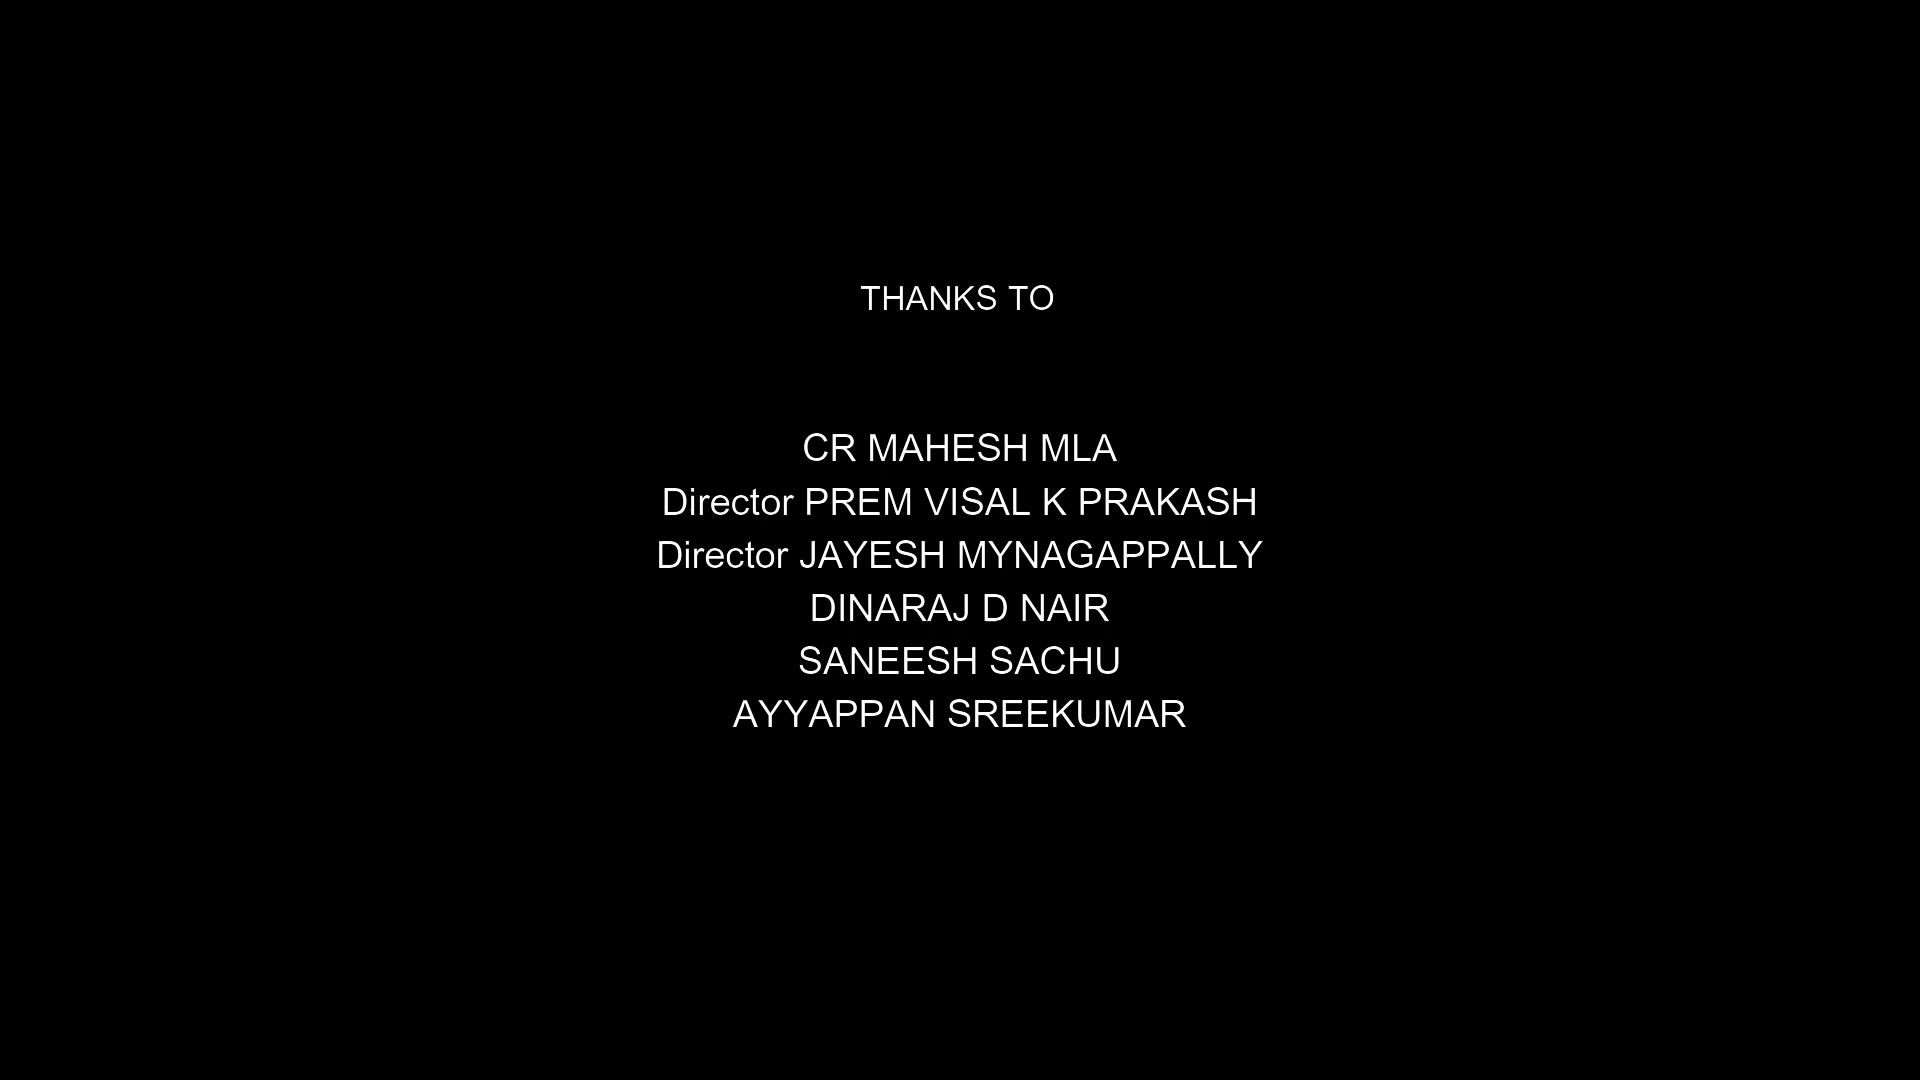 THANKS TO
CR MAHESH MLA
Director PREM VISAL K PRAKASH
Director JAYESH MYNAGAPPALLY
DINARAJ D NAIR
SANEESH SACHU
AYYAPPAN SREEKUMAR